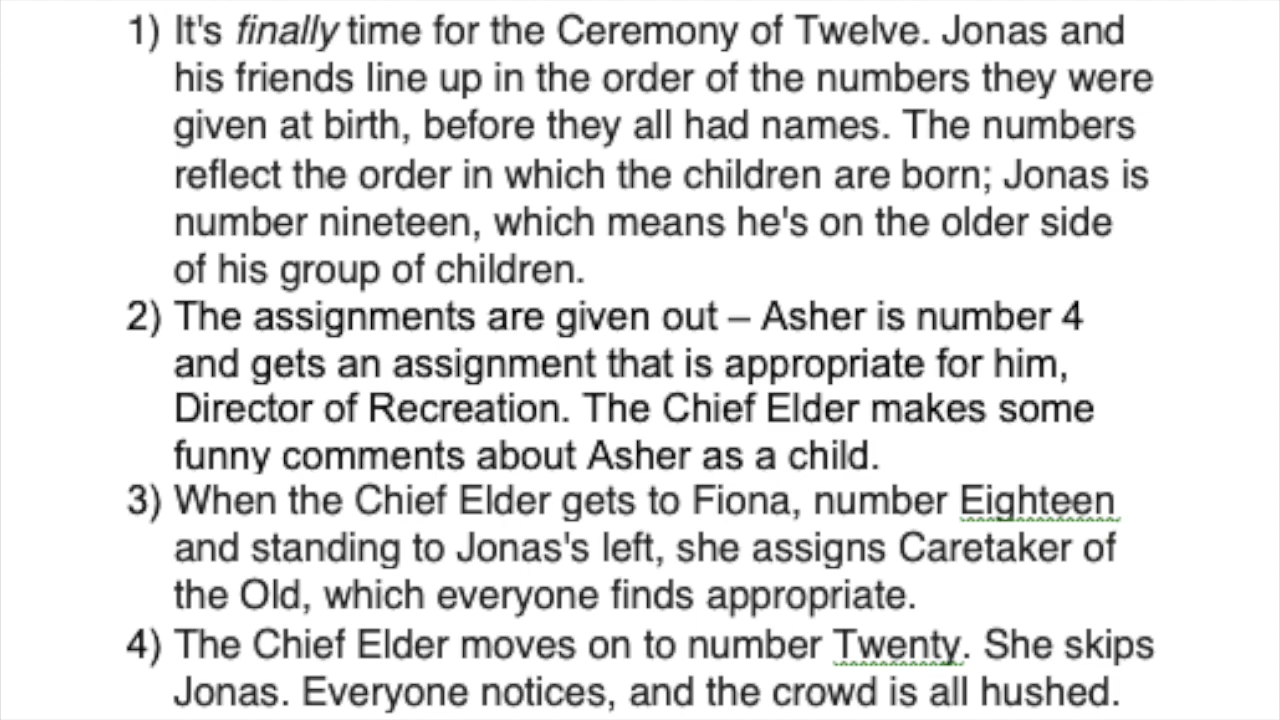 1) It's finally time for the Ceremony of Twelve. Jonas and
his friends line up in the order of the numbers they were
given at birth, before they all had names. The numbers
reflect the order in which the children are born; Jonas is
number nineteen, which means he's on the older side
of his group of children.
2) The assignments are given out – Asher is number 4
and gets an assignment that is appropriate for him,
Director of Recreation. The Chief Elder makes some
funny comments about Asher as a child.
3) When the Chief Elder gets to Fiona, number Eighteen
and standing to Jonas's left, she assigns Caretaker of
the Old, which everyone finds appropriate.
4) The Chief Elder moves on to number Twenty. She skips
Jonas. Everyone notices, and the crowd is all hushed.